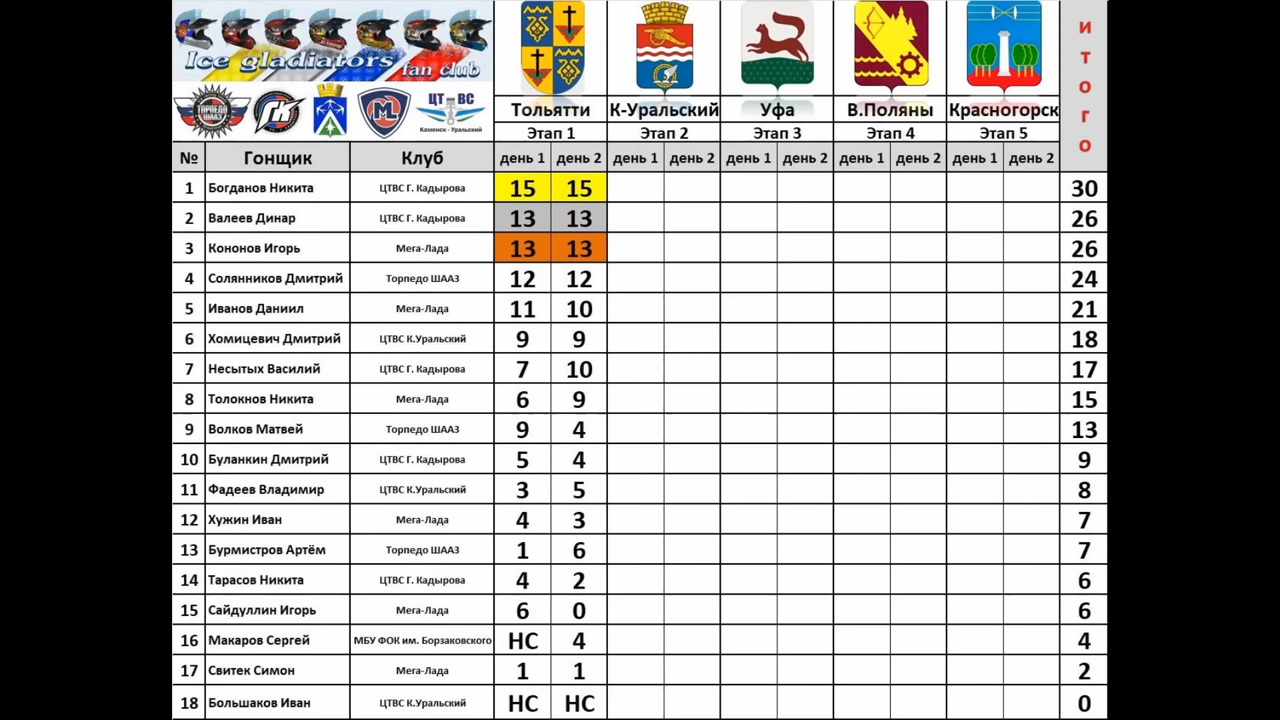 Ice gladiators
fan club
ТОРПЕДО
ШААЗ
ЦТ ВС
Каменск - Уральский
Тольятти К-Уральский Уфа В.Поляны Красногорск
Этап 1 Этап 2 Этап 3 Этап 4 Этап 5
итого
№ Гонщик Клуб день 1 день 2 день 1 день 2 день 1 день 2 день 1 день 2 день 1 день 2
1 Богданов Никита ЦТВС Г. Кадырова 15 15 30
2 Валеев Динар ЦТВС Г. Кадырова 13 13 26
3 Кононов Игорь Мега-Лада 13 13 26
4 Солянников Дмитрий Торпедо ШААЗ 12 12 24
5 Иванов Даниил Мега-Лада 11 10 21
6 Хомицевич Дмитрий ЦТВС К.Уральский 9 9 18
7 Несытых Василий ЦТВС Г. Кадырова 7 10 17
8 Толокнов Никита Мега-Лада 6 9 15
9 Волков Матвей Торпедо ШААЗ 9 4 13
10 Буланкин Дмитрий ЦТВС Г. Кадырова 5 4 9
11 Фадеев Владимир ЦТВС К.Уральский 3 5 8
12 Хужин Иван Мега-Лада 4 3 7
13 Бурмистров Артём Торпедо ШААЗ 1 6 7
14 Тарасов Никита ЦТВС Г. Кадырова 4 2 6
15 Сайдуллин Игорь Мега-Лада 6 0 6
16 Макаров Сергей МБУ ФОК им. Борзаковского НС 4 4
17 Свитек Симон Мега-Лада 1 1 2
18 Большаков Иван ЦТВС К.Уральский НС НС 0